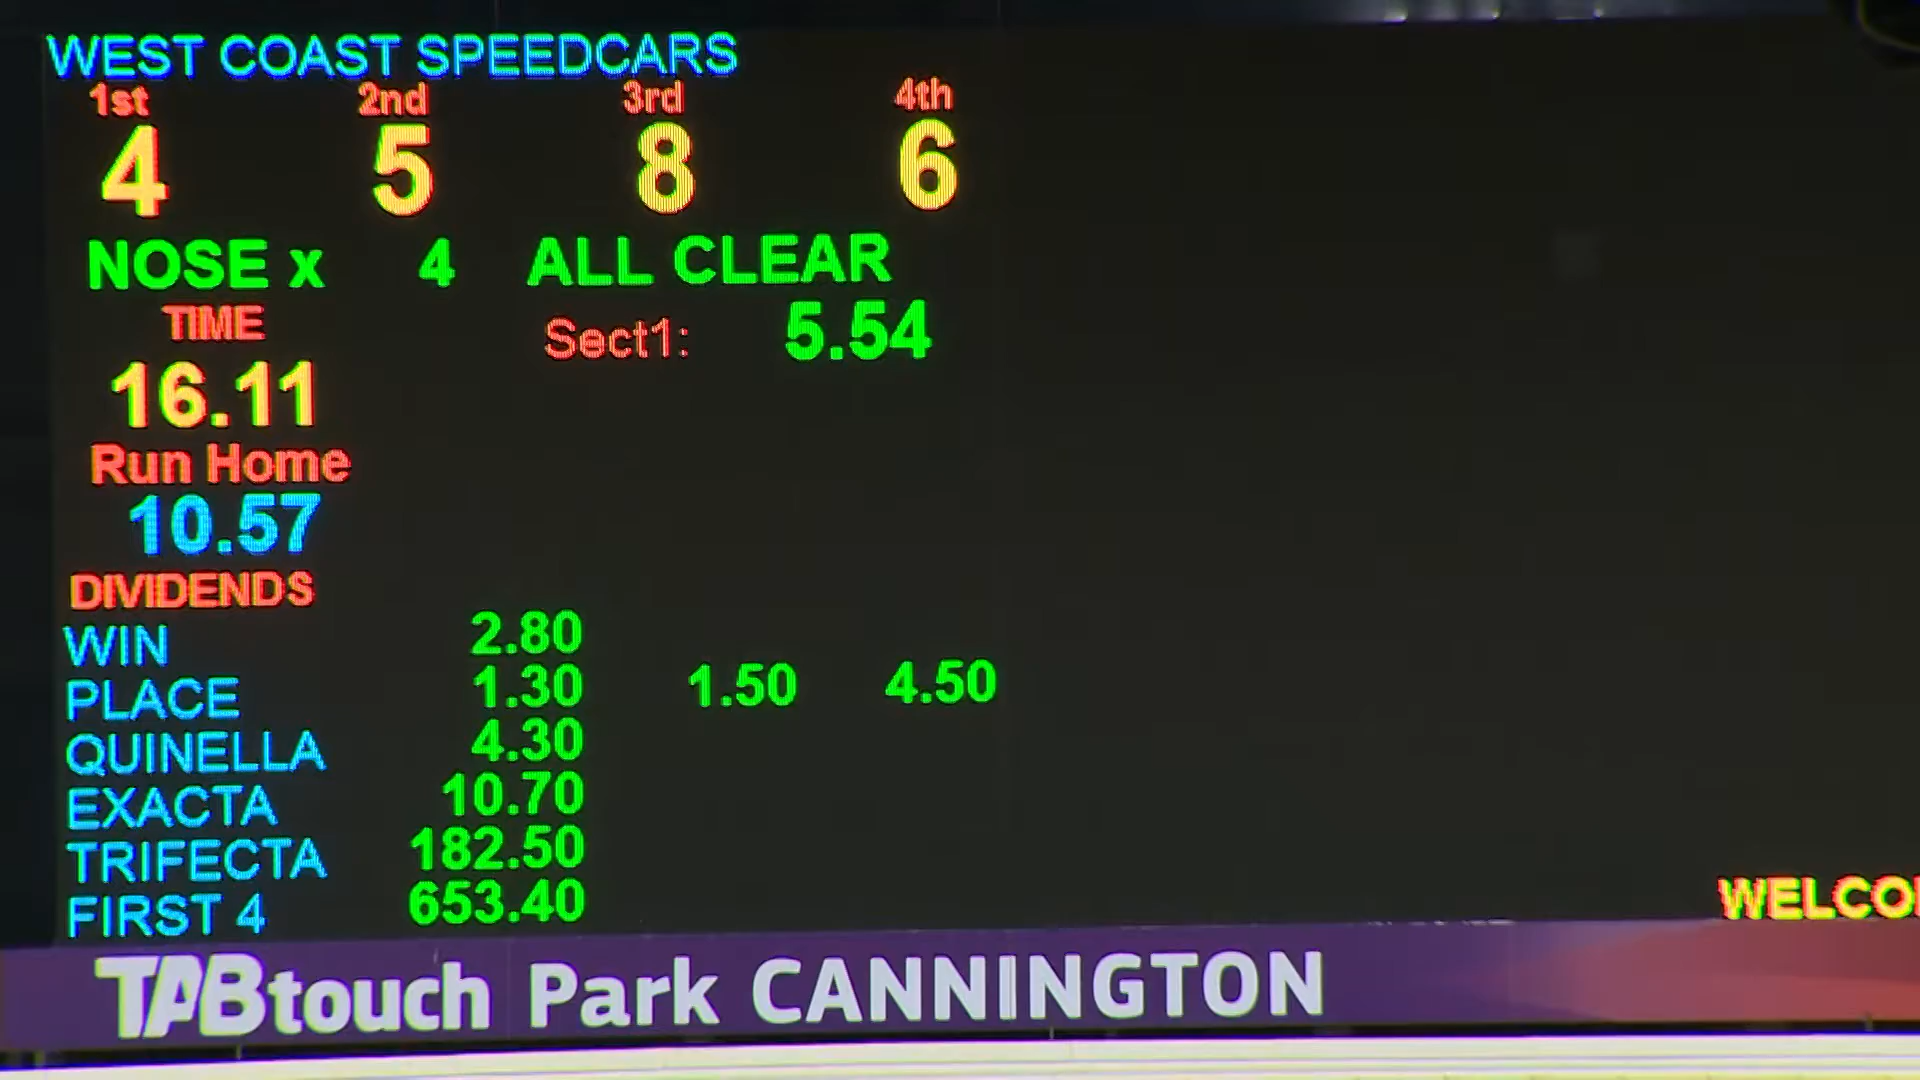 WEST COAST SPEEDCARS
1st 2nd 3rd 4th
4 5 8 6
NOSE x 4 ALL CLEAR
TIME Sect1: 5.54
16.11
Run Home
10.57
DIVIDENDS
WIN 2.80
PLACE 1.30 1.50 4.50
QUINELLA 4.30
EXACTA 10.70
TRIFECTA 182.50
FIRST 4 653.40
WELCO
TABtouch Park CANNINGTON